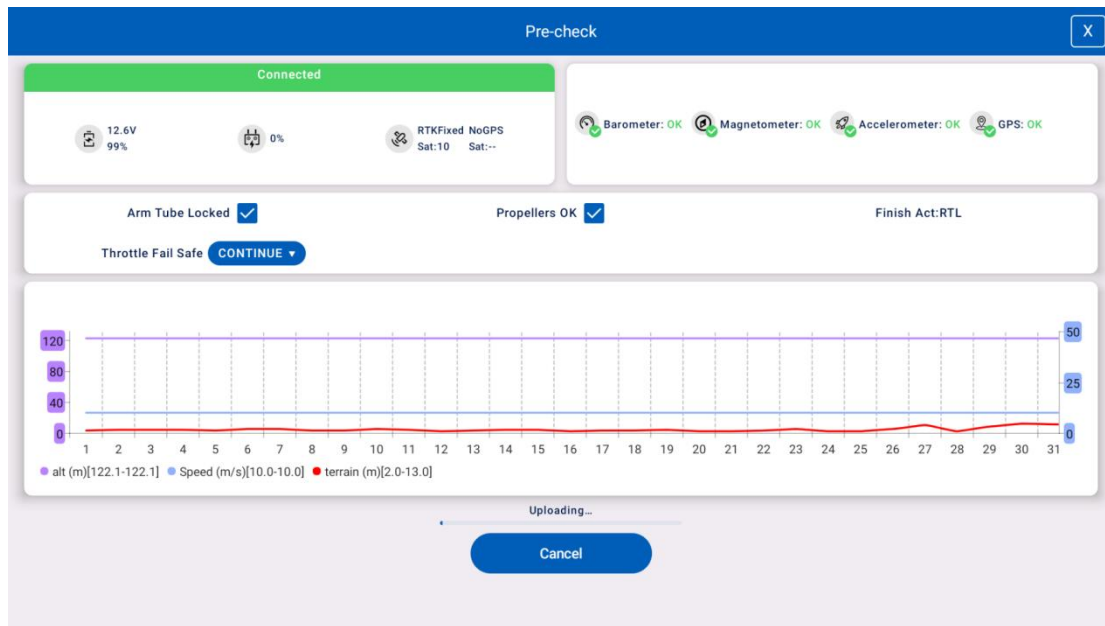 Pre-check
X
Connected
12.6V
99%
0%
RTKFixed NoGPS
Sat:10 Sat:--
Barometer: OK Magnetometer: OK Accelerometer: OK GPS: OK
Arm Tube Locked Propellers OK Finish Act:RTL
Throttle Fail Safe CONTINUE ▼
120
80
40
0
50
25
0
1 2 3 4 5 6 7 8 9 10 11 12 13 14 15 16 17 18 19 20 21 22 23 24 25 26 27 28 29 30 31
alt (m)[122.1-122.1] Speed (m/s)[10.0-10.0] terrain (m)[2.0-13.0]
Uploading…
Cancel